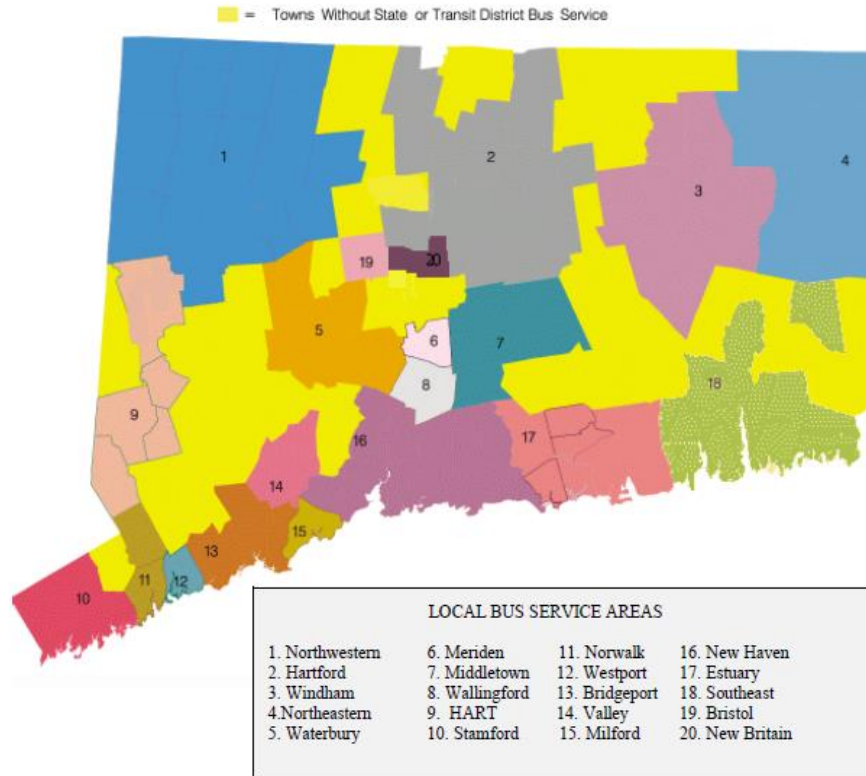 = Towns Without State or Transit District Bus Service
1
2
3
4
19
20
5
6
7
8
9
18
16
17
14
15
13
10
11
12
LOCAL BUS SERVICE AREAS
1. Northwestern 6. Meriden 11. Norwalk 16. New Haven
2. Hartford 7. Middletown 12. Westport 17. Estuary
3. Windham 8. Wallingford 13. Bridgeport 18. Southeast
4.Northeastern 9. HART 14. Valley 19. Bristol
5. Waterbury 10. Stamford 15. Milford 20. New Britain